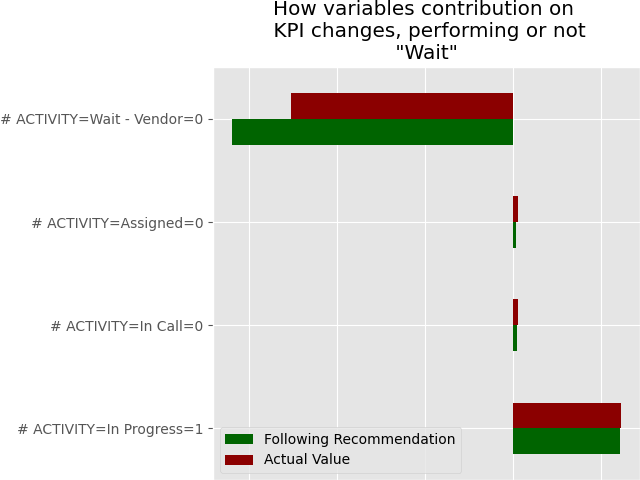 How variables contribution on
KPI changes, performing or not
"Wait"
# ACTIVITY=Wait - Vendor=0
# ACTIVITY=Assigned=0
# ACTIVITY=In Call=0
# ACTIVITY=In Progress=1
Following Recommendation
Actual Value